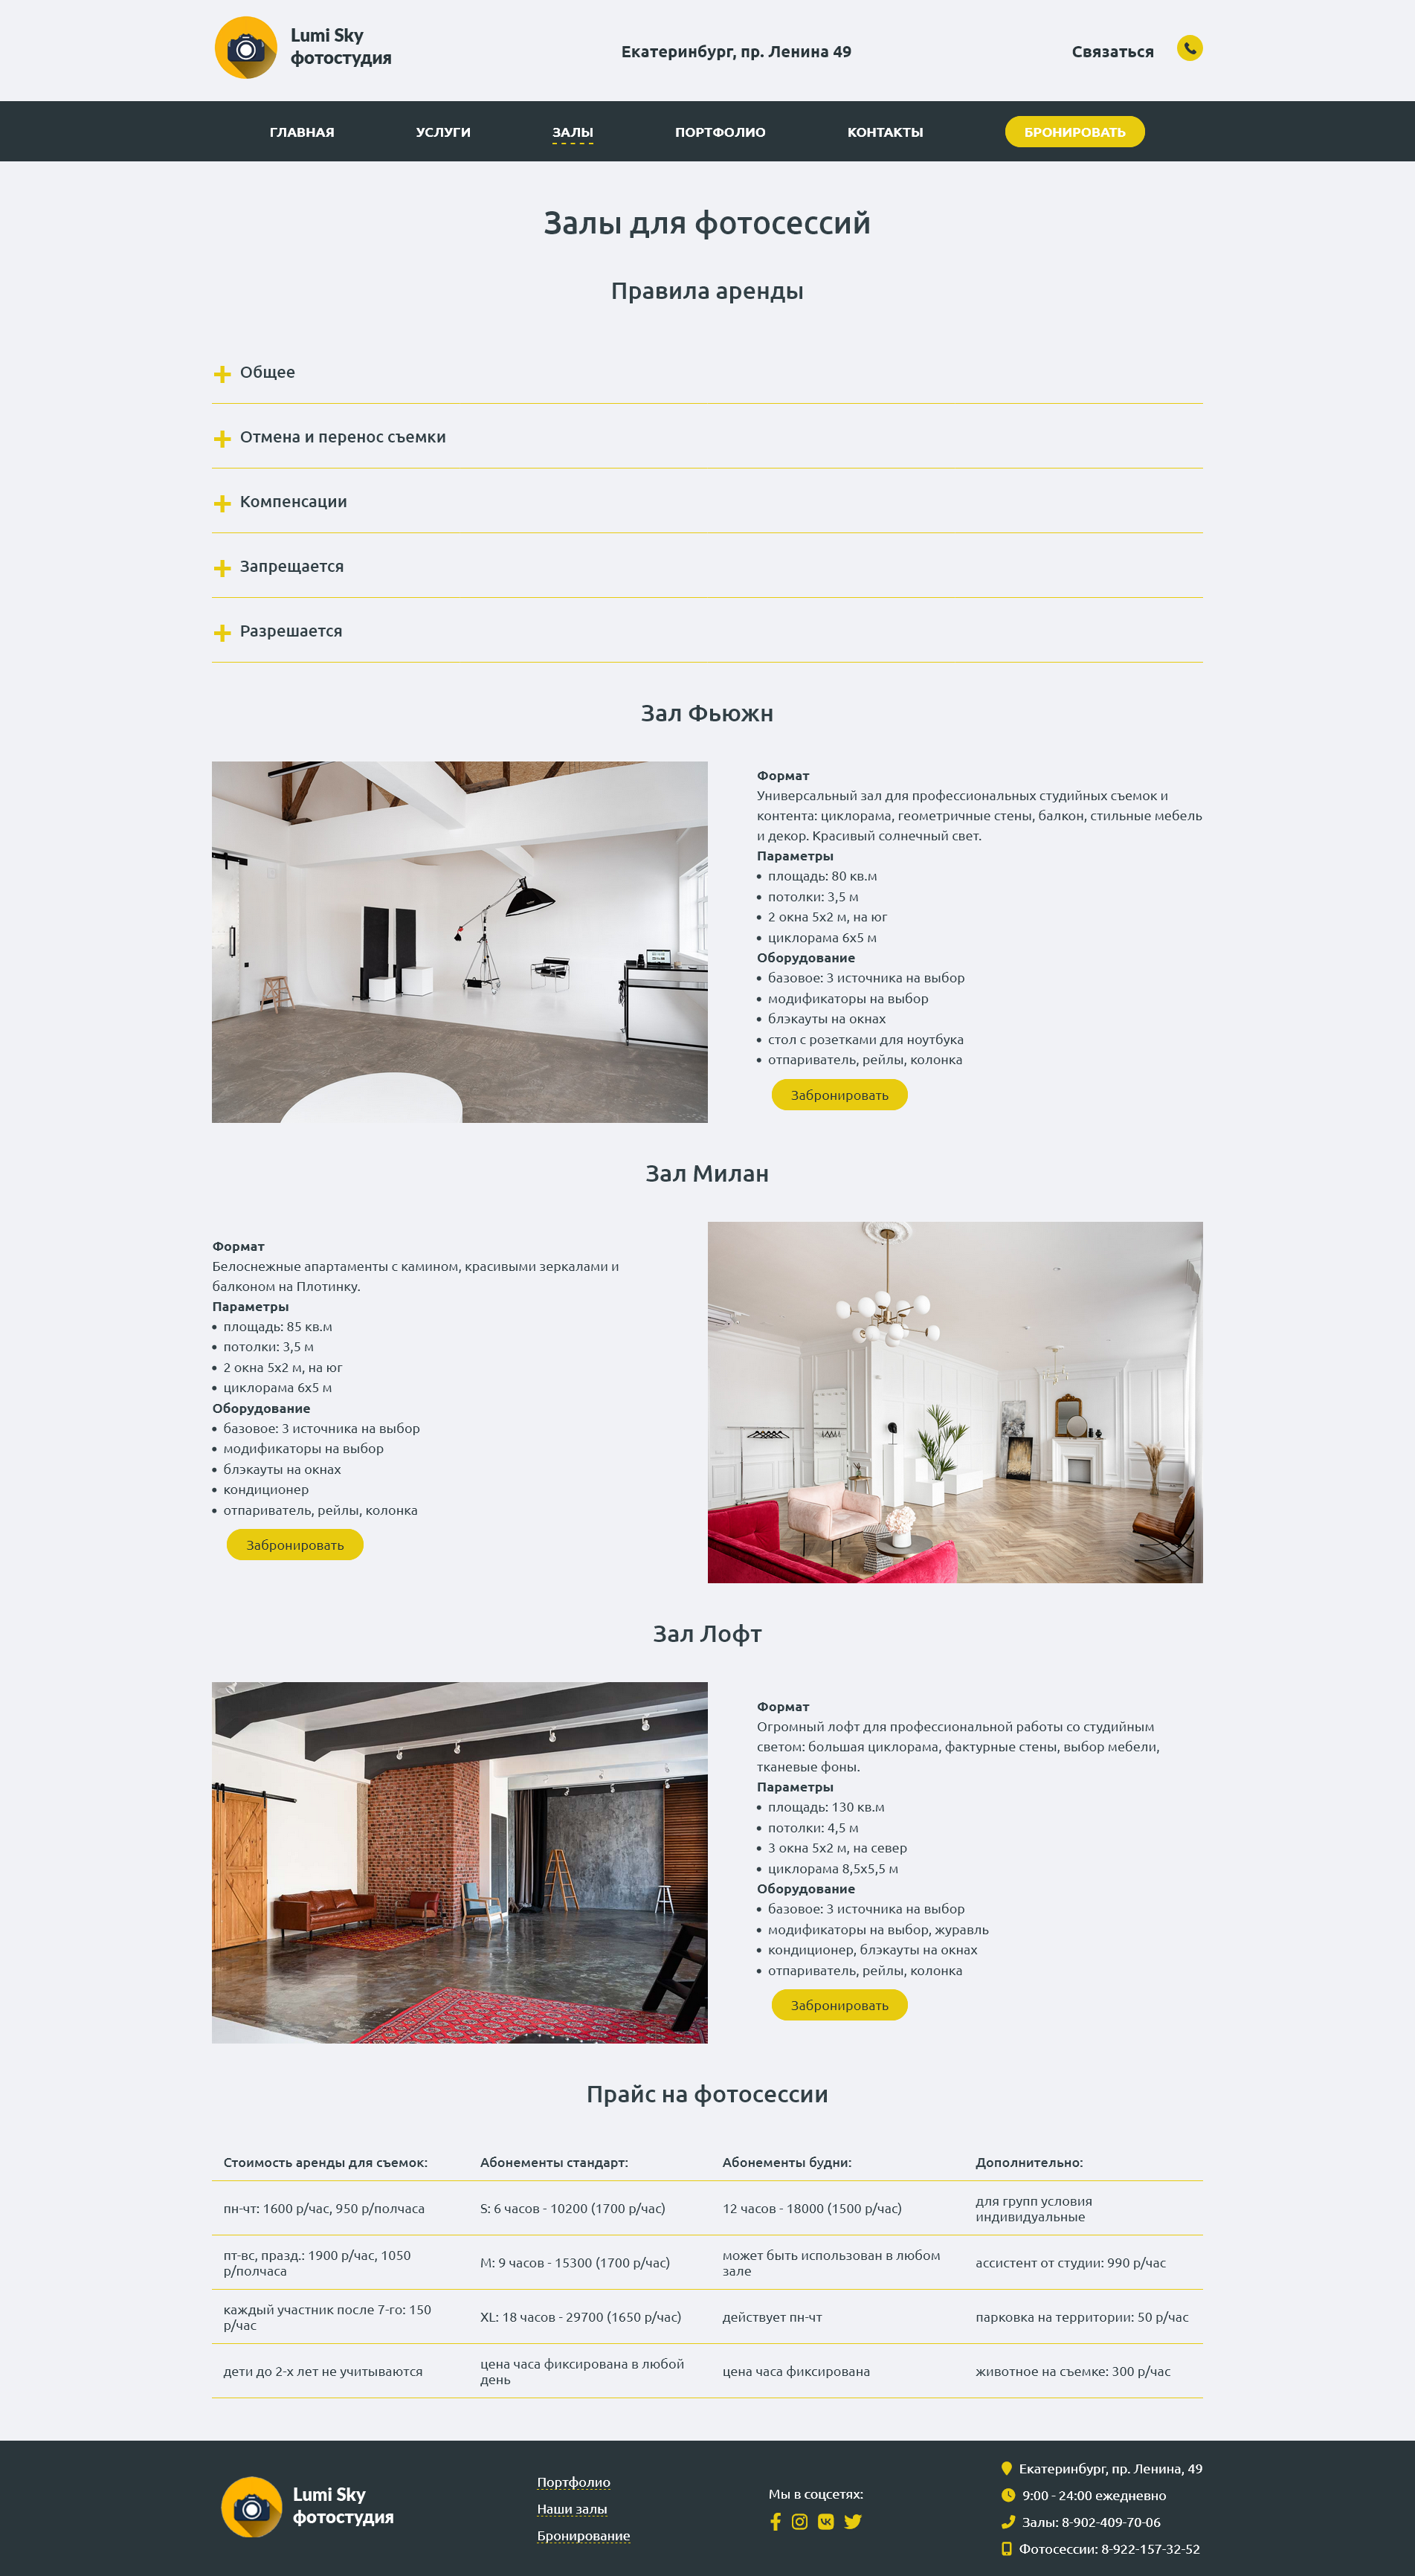 Lumi Sky
фотостудия
Екатеринбург, пр. Ленина 49
Связаться
ГЛАВНАЯ
УСЛУГИ
ЗАЛЫ
ПОРТФОЛИО
КОНТАКТЫ
БРОНИРОВАТЬ
Залы для фотосессий
Правила аренды
Общее
Отмена и перенос съемки
Компенсации
Запрещается
Разрешается
Зал Фьюжн
Формат
Универсальный зал для профессиональных студийных съемок и
контента: циклорама, геометричные стены, балкон, стильные мебель
и декор. Красивый солнечный свет.
Параметры
площадь: 80 кв.м
потолки: 3,5 м
2 окна 5х2 м, на юг
циклорама 6х5 м
Оборудование
базовое: 3 источника на выбор
модификаторы на выбор
блэкауты на окнах
стол с розетками для ноутбука
отпариватель, рейлы, колонка
Забронировать
Зал Милан
Формат
Белоснежные апартаменты с камином, красивыми зеркалами и
балконом на Плотинку.
Параметры
площадь: 85 кв.м
потолки: 3,5 м
2 окна 5х2 м, на юг
циклорама 6х5 м
Оборудование
базовое: 3 источника на выбор
модификаторы на выбор
блэкауты на окнах
кондиционер
отпариватель, рейлы, колонка
Забронировать
Зал Лофт
Формат
Огромный лофт для профессиональной работы со студийным
светом: большая циклорама, фактурные стены, выбор мебели,
тканевые фоны.
Параметры
площадь: 130 кв.м
потолки: 4,5 м
3 окна 5х2 м, на север
циклорама 8,5х5,5 м
Оборудование
базовое: 3 источника на выбор
модификаторы на выбор, журавль
кондиционер, блэкауты на окнах
отпариватель, рейлы, колонка
Забронировать
Прайс на фотосессии
Стоимость аренды для съемок:
Абонементы стандарт:
Абонементы будни:
Дополнительно:
пн-чт: 1600 р/час, 950 р/полчаса
S: 6 часов - 10200 (1700 р/час)
12 часов - 18000 (1500 р/час)
для групп условия
индивидуальные
пт-вс, празд.: 1900 р/час, 1050
р/полчаса
M: 9 часов - 15300 (1700 р/час)
может быть использован в любом
зале
ассистент от студии: 990 р/час
каждый участник после 7-го: 150
р/час
XL: 18 часов - 29700 (1650 р/час)
действует пн-чт
парковка на территории: 50 р/час
дети до 2-х лет не учитываются
цена часа фиксирована в любой
день
цена часа фиксирована
животное на съемке: 300 р/час
Lumi Sky
фотостудия
Портфолио
Наши залы
Бронирование
Мы в соцсетях:
Екатеринбург, пр. Ленина, 49
9:00 - 24:00 ежедневно
Залы: 8-902-409-70-06
Фотосессии: 8-922-157-32-52